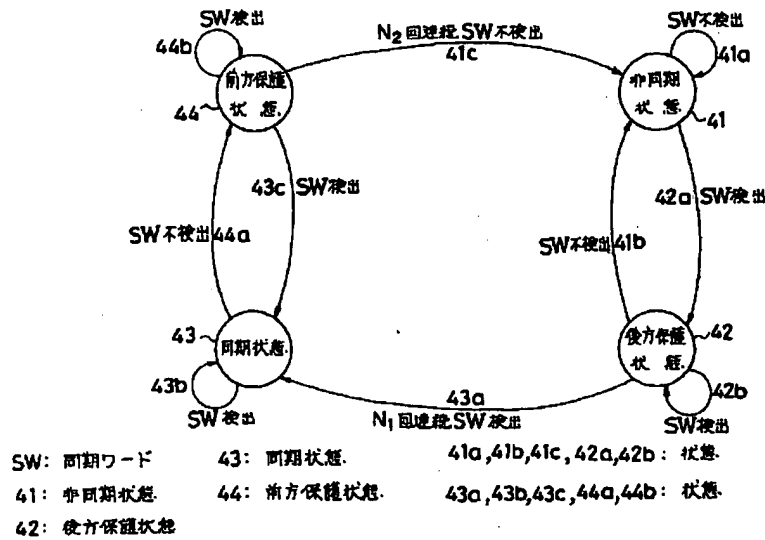 SW検出
44b
前方保護
状態.
44
N2回連続SW不検出
41c
SW不検出
41a
非同期
状態.
41
43c SW検出
42a SW検出
SW不検出 44a
SW不検出 41b
43
同期状態.
43b
SW検出
43a
N1回連続SW検出
後方保護
状態.
42
42b
SW検出
SW: 同期ワード
43: 同期状態.
41a,41b,41c,42a,42b: 状態.
41: 非同期状態.
44: 前方保護状態.
43a,43b,43c,44a,44b: 状態.
42: 後方保護状態